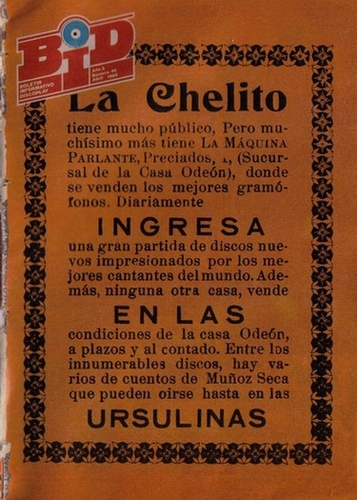 BID
BOLETIN
INFORMATIVO
DISCOPLAY
La Chelito
tiene mucho público, Pero mu-
chísimo más tiene LA MÁQUINA
PARLANTE, Preciados, 1, (Sucur-
sal de la Casa Odeón), donde
se venden los mejores gramó-
fonos. Diariamente
INGRESA
una gran partida de discos nue-
vos impresionados por los me-
jores cantantes del mundo. Ade-
más, ninguna otra casa, vende
EN LAS
condiciones de la casa Odeón,
a plazos y al contado. Entre los
innumerables discos, hay va-
rios de cuentos de Muñoz Seca
que pueden oirse hasta en las
URSULINAS